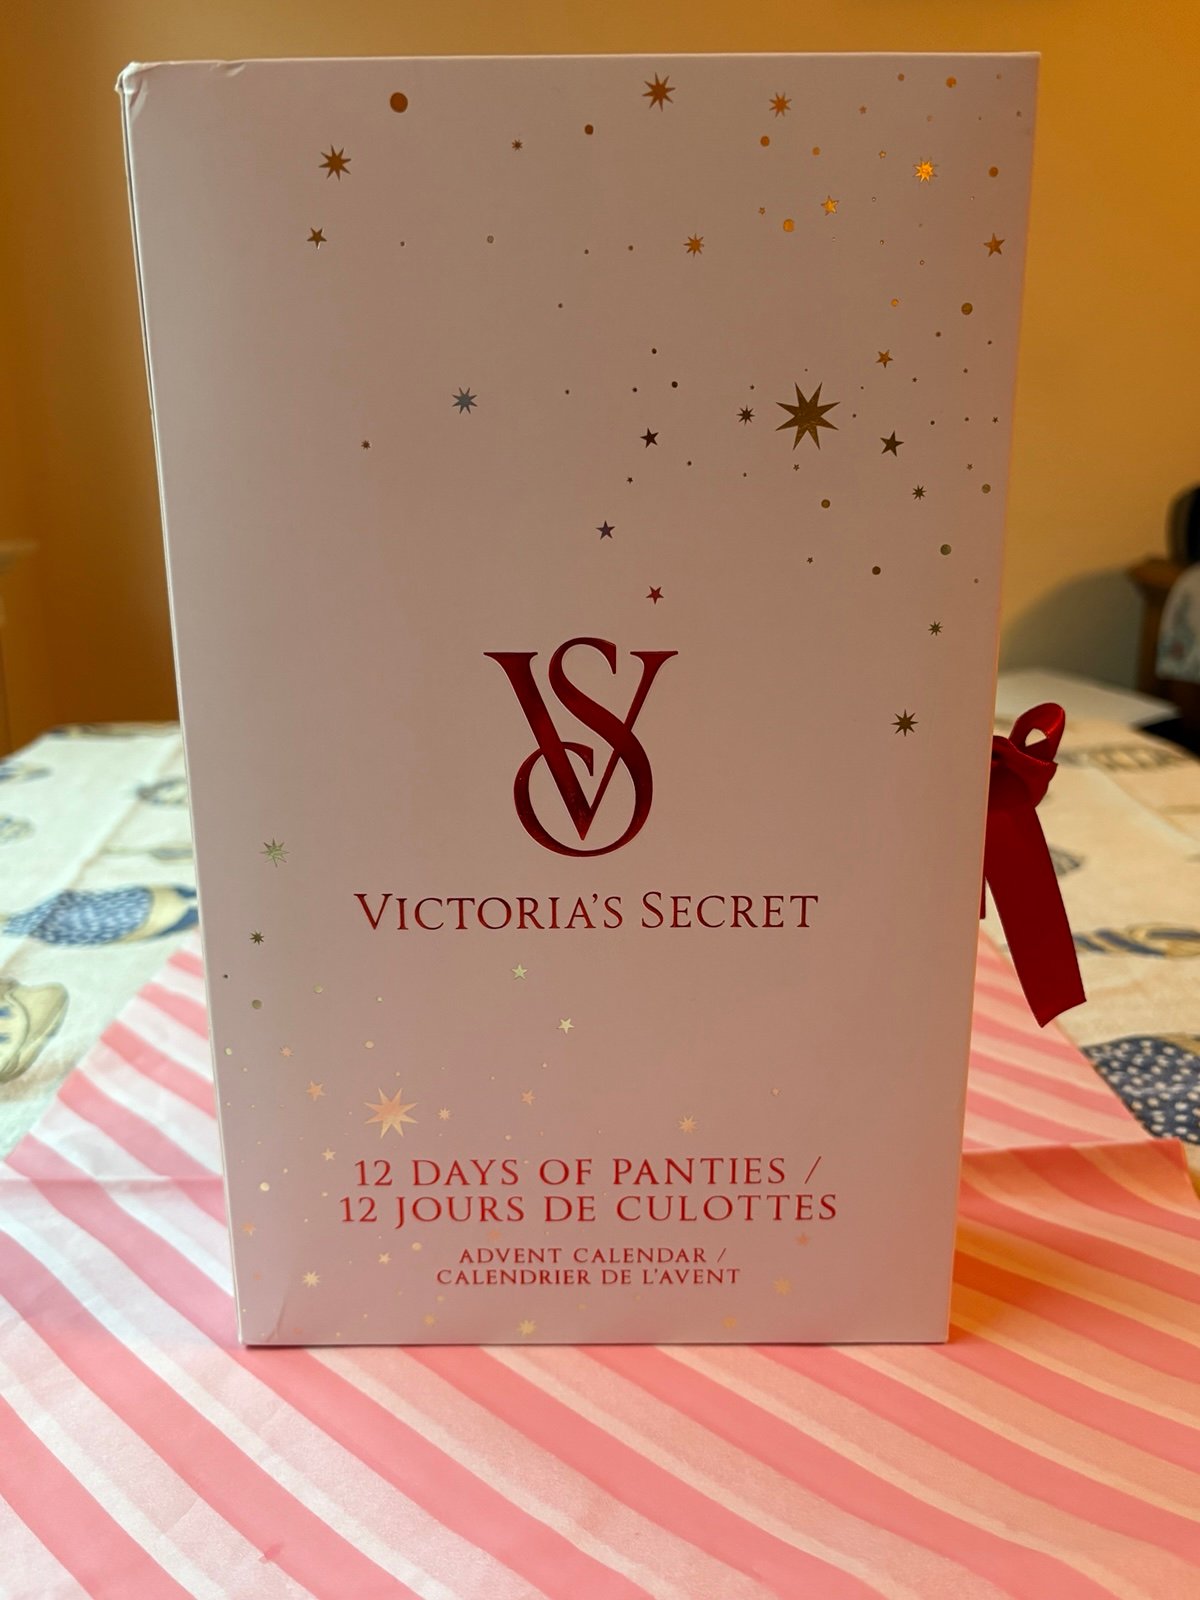 VS
VICTORIA'S SECRET
12 DAYS OF PANTIES /
12 JOURS DE CULOTTES
ADVENT CALENDAR /
CALENDRIER DE L'AVENT